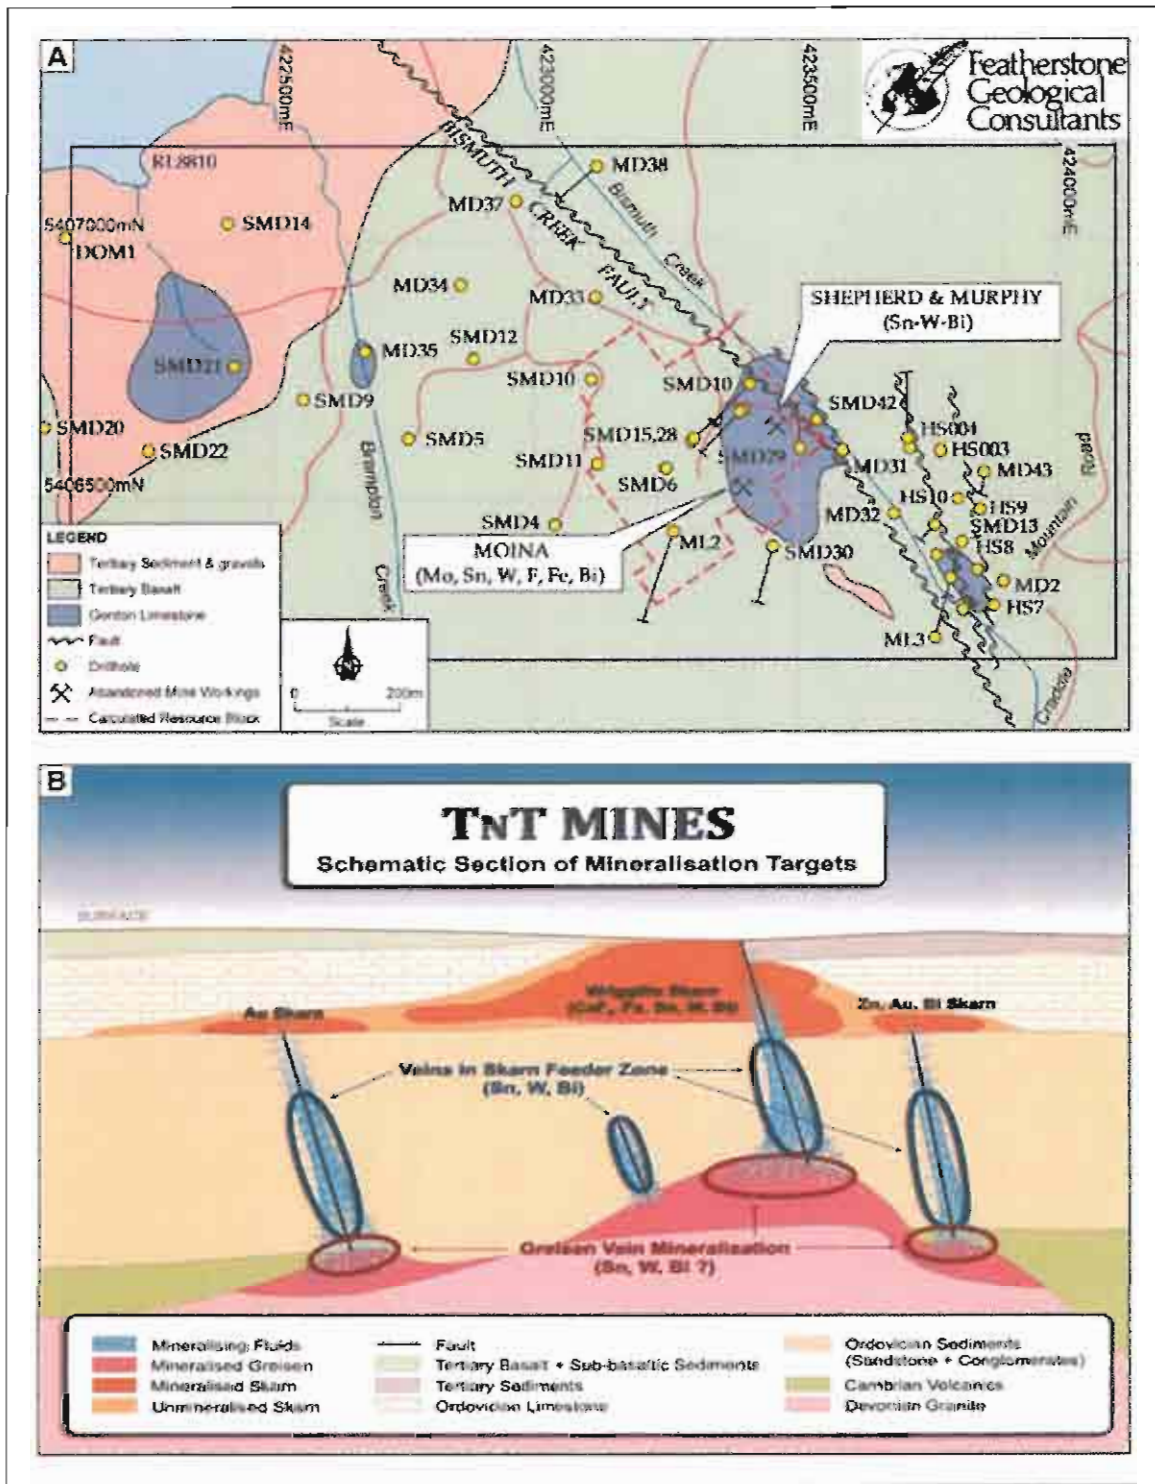 A
Featherstone
Geological
Consultants
422500mE
423000mE
423500mE
424000mE
RL8810
5407000mN
5406500mN
DOM1
SMD14
SMD21
SMD20
SMD22
SMD9
MD35
SMD5
SMD12
MD34
MD37
MD38
MD33
BISMUTH
CREEK
FAULT
Bismuth
Creek
Brampton
Creek
SHEPHERD & MURPHY
(Sn-W-Bi)
SMD10
SMD10
SMD42
SMD15,28
SMD29
SMD11
SMD6
SMD4
MD31
MD32
HS004
HS003
MD43
HS10
HS9
SMD13
HS8
MD2
HS7
ML3
ML2
SMD30
MOINA
(Mo, Sn, W, F, Fe, Bi)
Cradle
Mountain
Road
LEGEND
Tertiary Sediment & gravels
Tertiary Basalt
Gordon Limestone
Fault
Drillhole
Abandoned Mine Workings
Calculated Resource Block
N
0 200m
Scale
B
TNT MINES
Schematic Section of Mineralisation Targets
SURFACE
Au Skarn
Wrigglite Skarn
Zn, Au, Bi Skarn
Veins in Skarn Feeder Zone
(Sn, W, Bi)
Greisen Vein Mineralisation
(Sn, W, Bi ?)
Mineralising Fluids
Mineralised Greisen
Mineralised Skarn
Unmineralised Skarn
Fault
Tertiary Basalt + Sub-basaltic Sediments
Tertiary Sediments
Ordovician Limestone
Ordovician Sediments
(Sandstone + Conglomerates)
Cambrian Volcanics
Devonian Granite